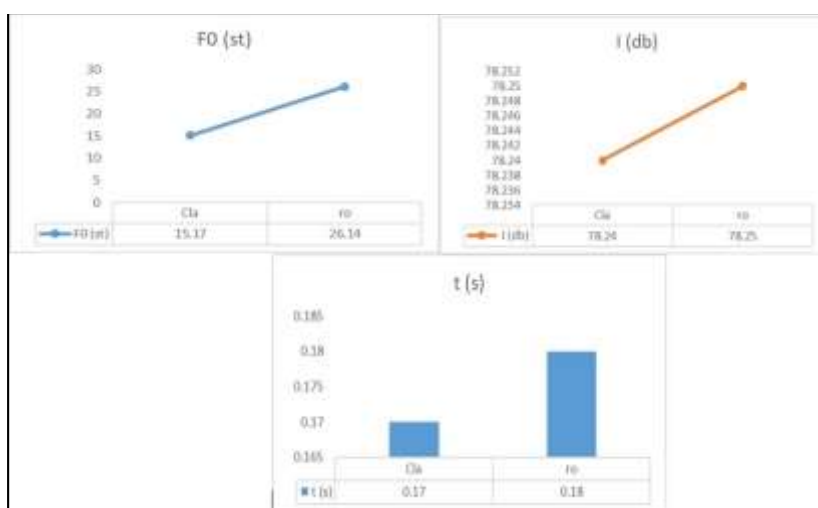 F0 (st)
30
25
20
15
10
5
0
Cla ro
F0 (st) 15.17 26.14
I (db)
78.252
78.25
78.248
78.246
78.244
78.242
78.24
78.238
78.236
78.234
Cla ro
I (db) 78.24 78.25
t (s)
0.185
0.18
0.175
0.17
0.165
Cla ro
t (s) 0.17 0.18